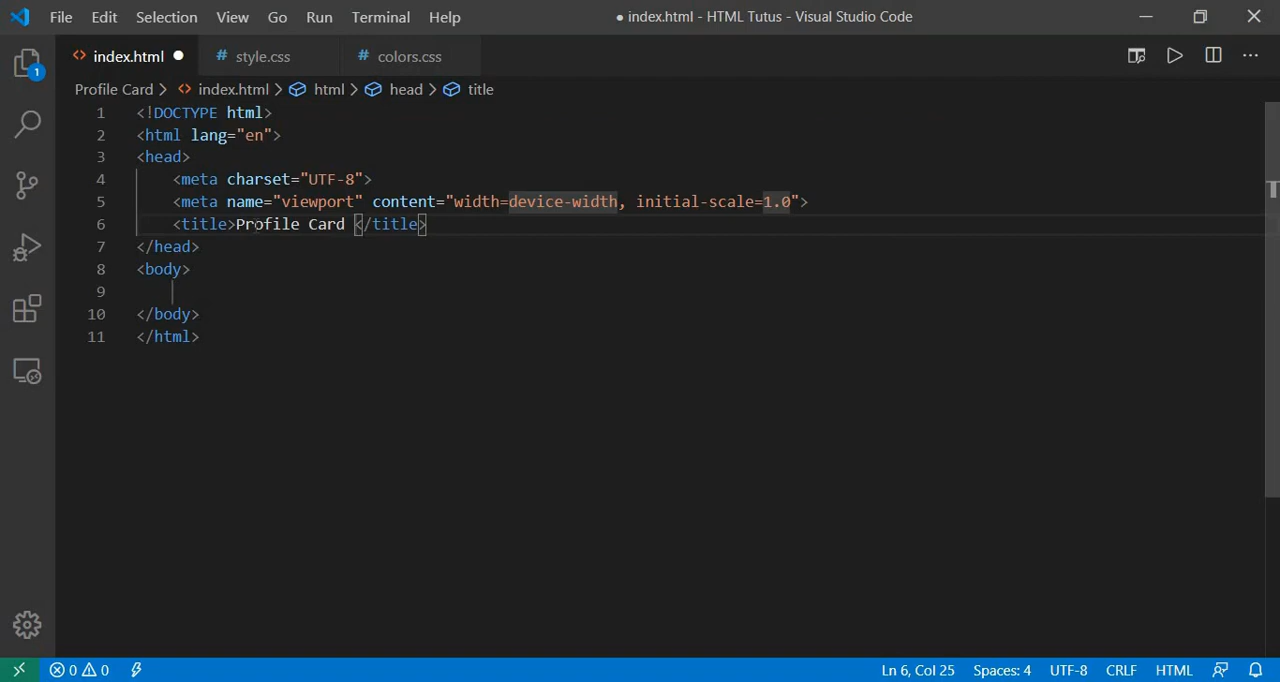 File Edit Selection View Go Run Terminal Help ● index.html - HTML Tutus - Visual Studio Code
index.html # style.css # colors.css
Profile Card > index.html > html > head > title
1 <!DOCTYPE html>
2 <html lang="en">
3 <head>
4 <meta charset="UTF-8">
5 <meta name="viewport" content="width=device-width, initial-scale=1.0">
6 <title>Profile Card </title>
7 </head>
8 <body>
9
10 </body>
11 </html>
1
0 0 Ln 6, Col 25 Spaces: 4 UTF-8 CRLF HTML